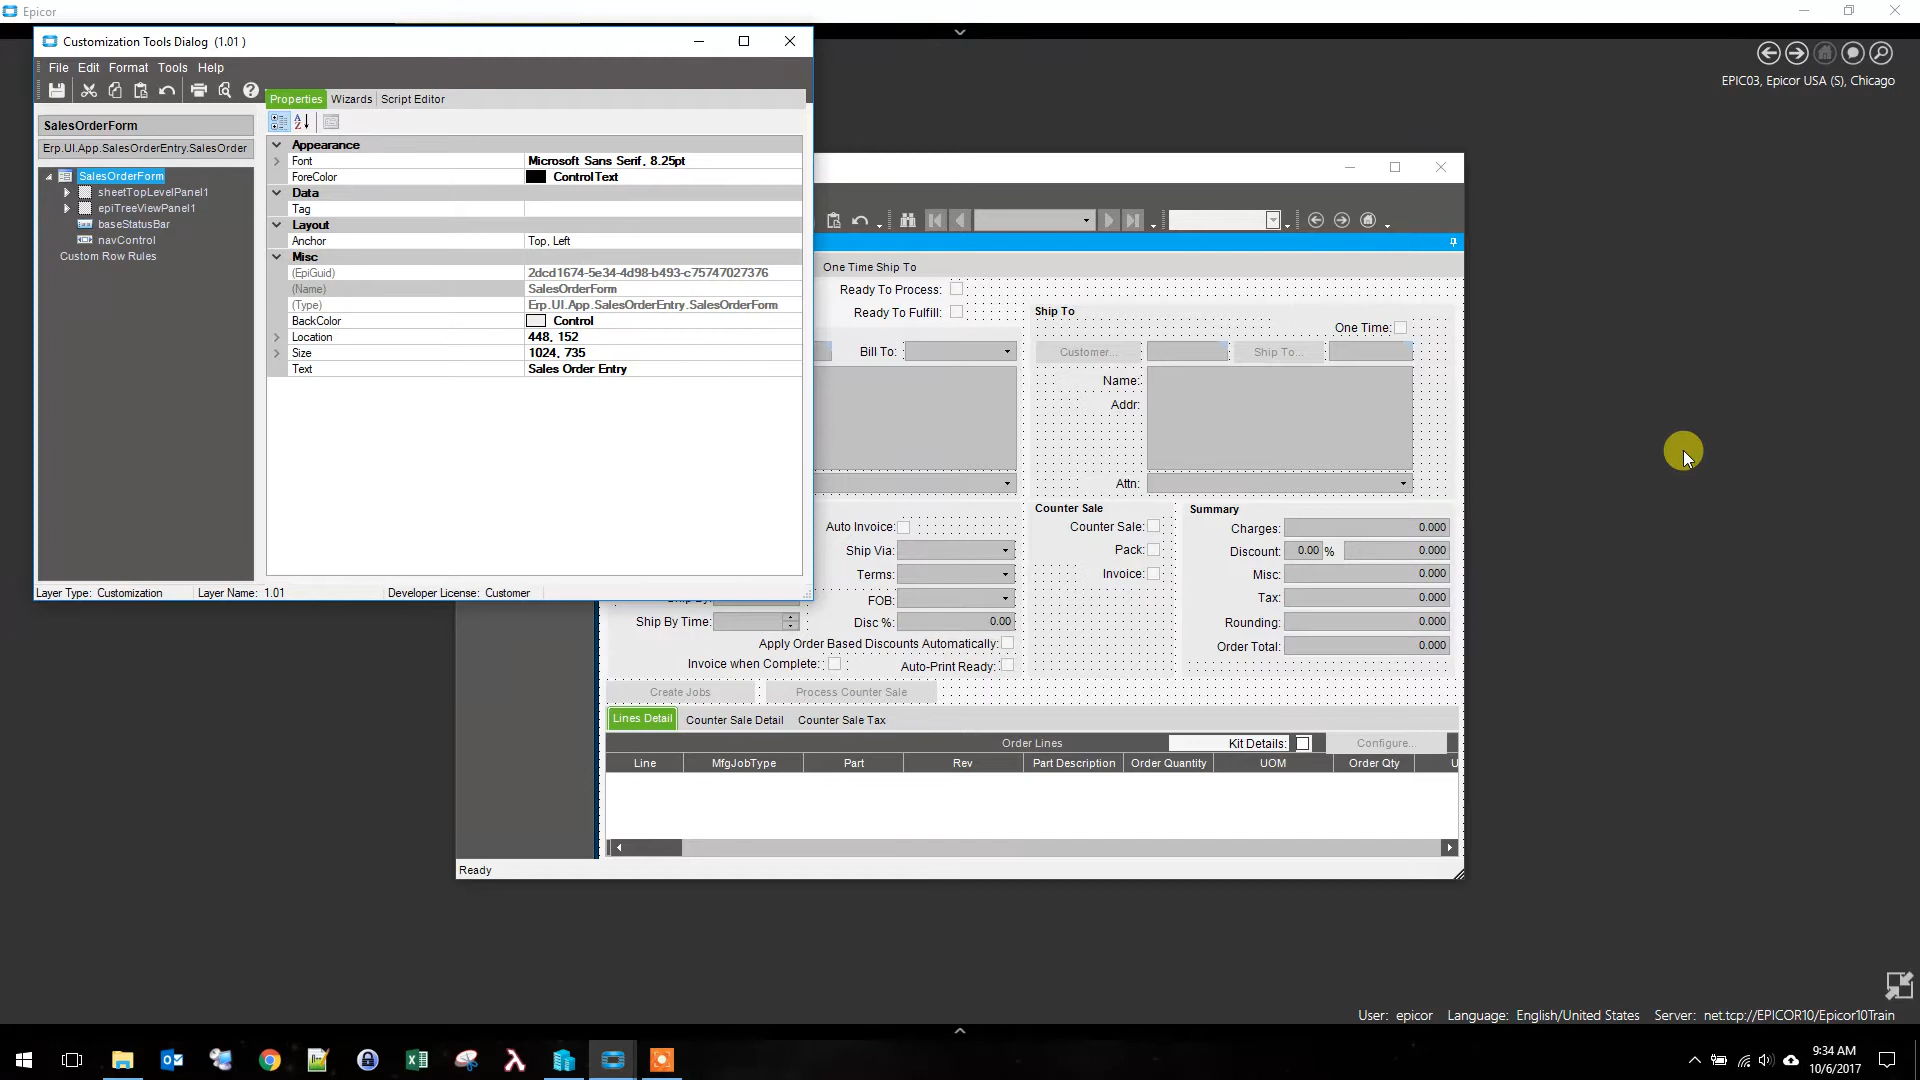 Epicor
Customization Tools Dialog (1.01 )
EPIC03, Epicor USA (S), Chicago
File Edit Format Tools Help
Properties Wizards Script Editor
SalesOrderForm
Erp.UI.App.SalesOrderEntry.SalesOrder
SalesOrderForm
sheetTopLevelPanel1
epiTreeViewPanel1
baseStatusBar
navControl
Custom Row Rules
Appearance
Font Microsoft Sans Serif, 8.25pt
ForeColor ControlText
Data
Tag
Layout
Anchor Top, Left
Misc
(EpiGuid) 2dcd1674-5e34-4d98-b493-c75747027376
(Name) SalesOrderForm
(Type) Erp.UI.App.SalesOrderEntry.SalesOrderForm
BackColor Control
Location 448, 152
Size 1024, 735
Text Sales Order Entry
Layer Type: Customization Layer Name: 1.01 Developer License: Customer
One Time Ship To
Ready To Process:
Ready To Fulfill:
Ship To
One Time:
Bill To: Customer... Ship To...
Name:
Addr:
Attn:
Counter Sale Summary
Auto Invoice: Counter Sale: Charges: 0.000
Ship Via: Pack: Discount: 0.00 % 0.000
Terms: Invoice: Misc: 0.000
FOB: Tax: 0.000
Ship By Time: Disc %: 0.00 Rounding: 0.000
Apply Order Based Discounts Automatically: Order Total: 0.000
Invoice when Complete: Auto-Print Ready:
Create Jobs Process Counter Sale
Lines Detail Counter Sale Detail Counter Sale Tax
Order Lines Kit Details: Configure...
Line MfgJobType Part Rev Part Description Order Quantity UOM Order Qty
Ready
User: epicor Language: English/United States Server: net.tcp://EPICOR10/Epicor10Train
9:34 AM
10/6/2017